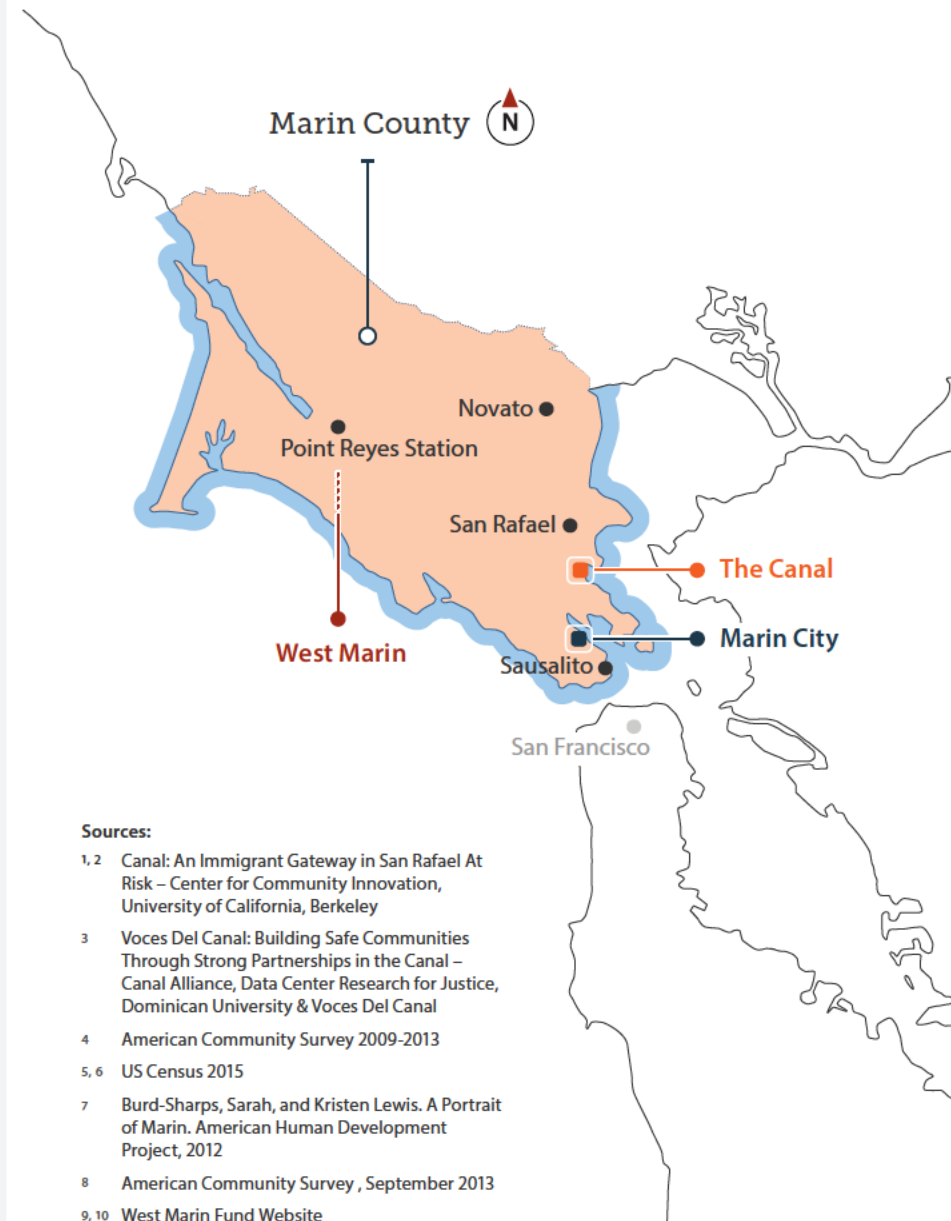 Marin County
N
Novato
Point Reyes Station
San Rafael
The Canal
Marin City
West Marin
Sausalito
San Francisco
Sources:
1, 2 Canal: An Immigrant Gateway in San Rafael At
Risk – Center for Community Innovation,
University of California, Berkeley
3 Voces Del Canal: Building Safe Communities
Through Strong Partnerships in the Canal –
Canal Alliance, Data Center Research for Justice,
Dominican University & Voces Del Canal
4 American Community Survey 2009-2013
5, 6 US Census 2015
7 Burd-Sharps, Sarah, and Kristen Lewis. A Portrait
of Marin. American Human Development
Project, 2012
8 American Community Survey , September 2013
9, 10 West Marin Fund Website